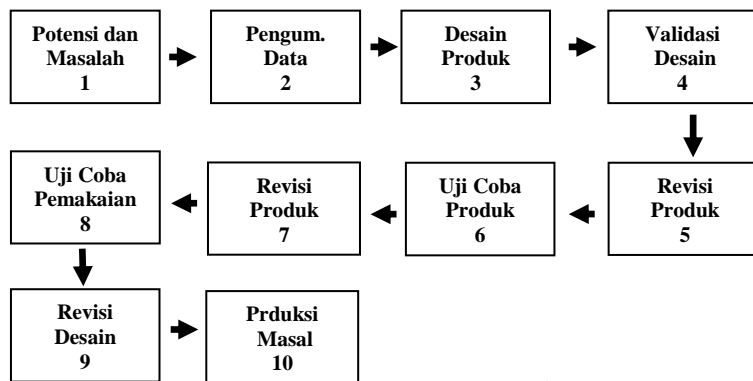 Potensi dan
Masalah
1
Pengum.
Data
2
Desain
Produk
3
Validasi
Desain
4
Revisi
Produk
5
Uji Coba
Produk
6
Revisi
Produk
7
Uji Coba
Pemakaian
8
Revisi
Desain
9
Prduksi
Masal
10